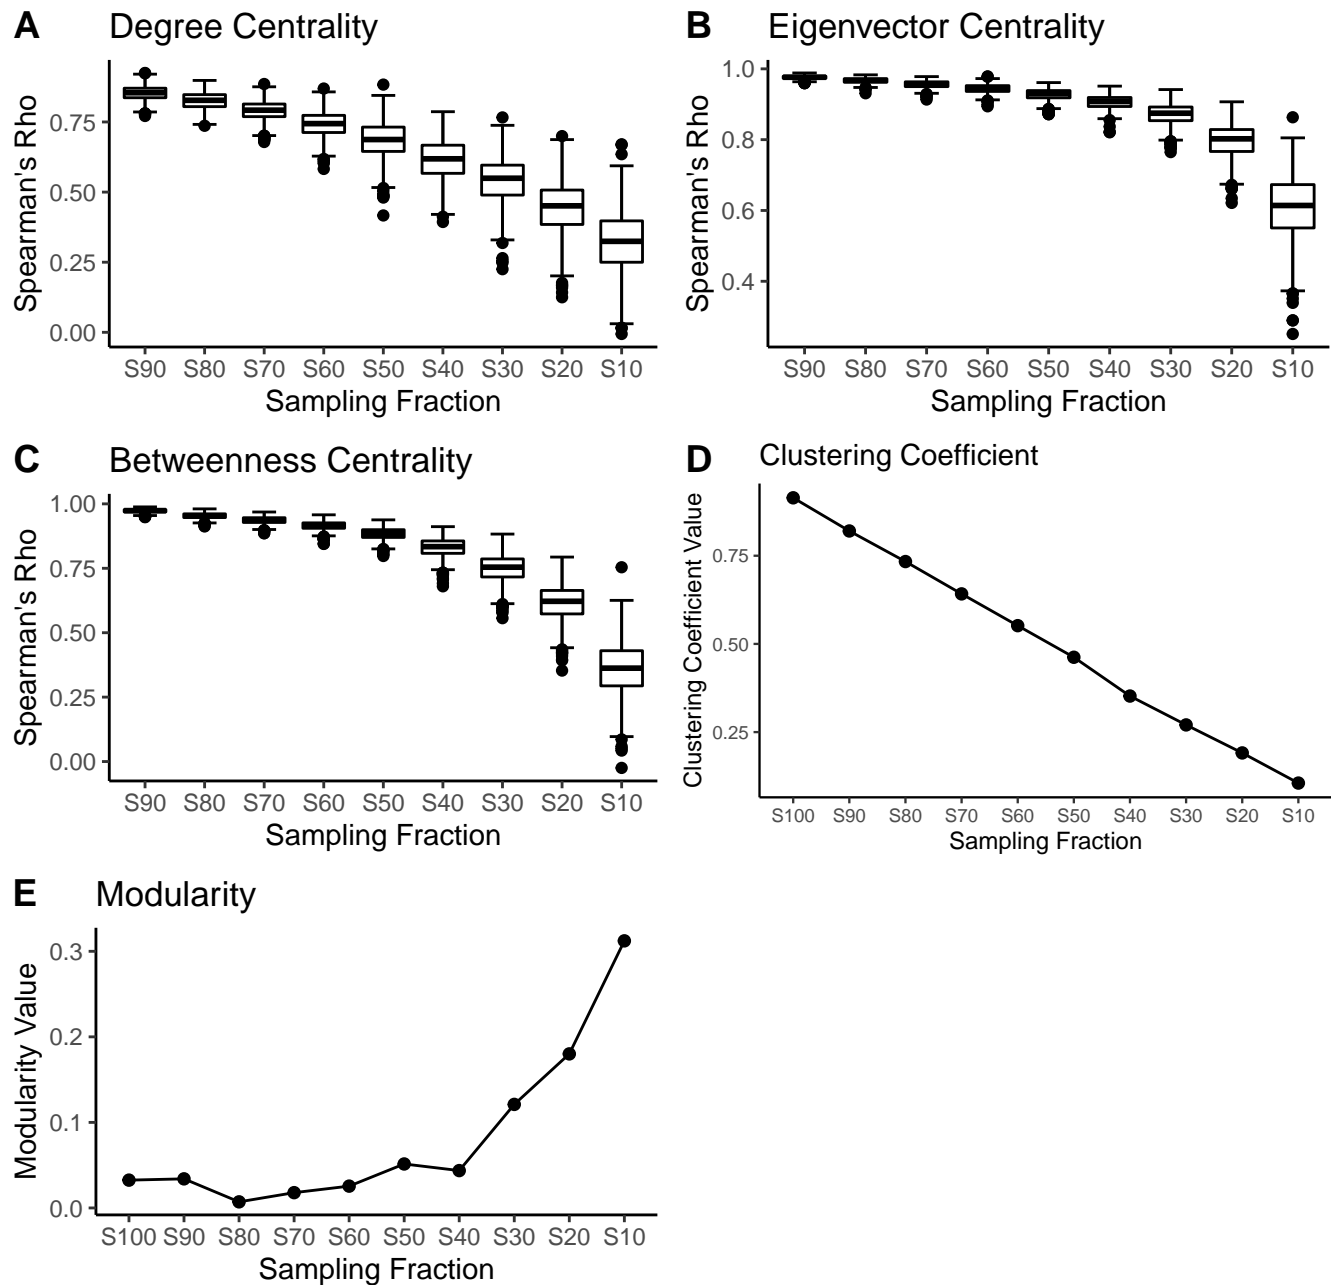 A Degree Centrality
Spearman's Rho
0.75
0.50
0.25
0.00
S90 S80 S70 S60 S50 S40 S30 S20 S10
Sampling Fraction
B Eigenvector Centrality
Spearman's Rho
1.0
0.8
0.6
0.4
S90 S80 S70 S60 S50 S40 S30 S20 S10
Sampling Fraction
C Betweenness Centrality
Spearman's Rho
1.00
0.75
0.50
0.25
0.00
S90 S80 S70 S60 S50 S40 S30 S20 S10
Sampling Fraction
D Clustering Coefficient
Clustering Coefficient Value
0.75
0.50
0.25
S100 S90 S80 S70 S60 S50 S40 S30 S20 S10
Sampling Fraction
E Modularity
Modularity Value
0.3
0.2
0.1
0.0
S100 S90 S80 S70 S60 S50 S40 S30 S20 S10
Sampling Fraction